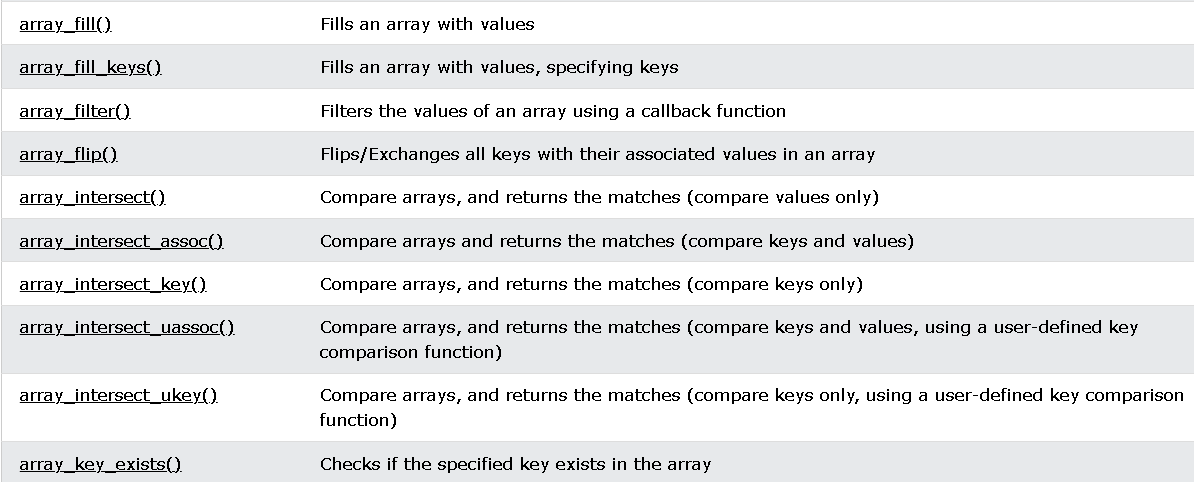 array_fill() Fills an array with values
array_fill_keys() Fills an array with values, specifying keys
array_filter() Filters the values of an array using a callback function
array_flip() Flips/Exchanges all keys with their associated values in an array
array_intersect() Compare arrays, and returns the matches (compare values only)
array_intersect_assoc() Compare arrays and returns the matches (compare keys and values)
array_intersect_key() Compare arrays, and returns the matches (compare keys only)
array_intersect_uassoc() Compare arrays, and returns the matches (compare keys and values, using a user-defined key
comparison function)
array_intersect_ukey() Compare arrays, and returns the matches (compare keys only, using a user-defined key comparison
function)
array_key_exists() Checks if the specified key exists in the array